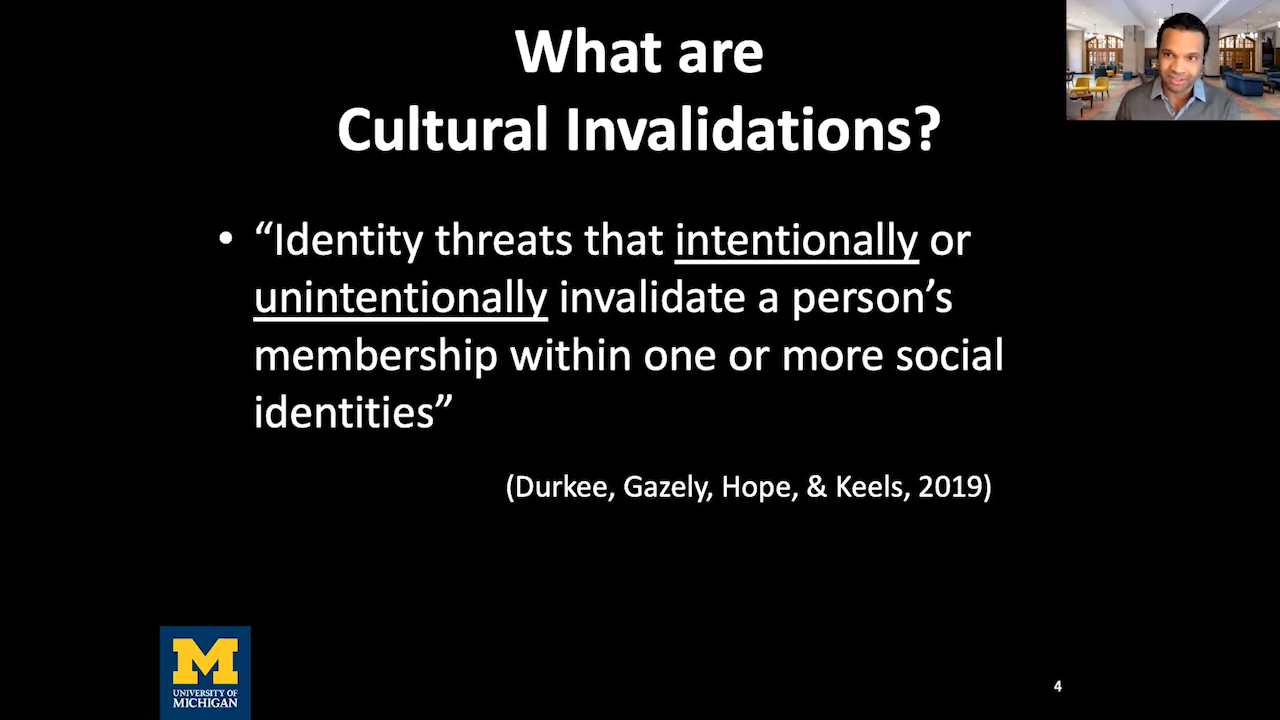 What are
Cultural Invalidations?
• “Identity threats that intentionally or
unintentionally invalidate a person’s
membership within one or more social
identities”
(Durkee, Gazely, Hope, & Keels, 2019)
M
UNIVERSITY OF
MICHIGAN
4